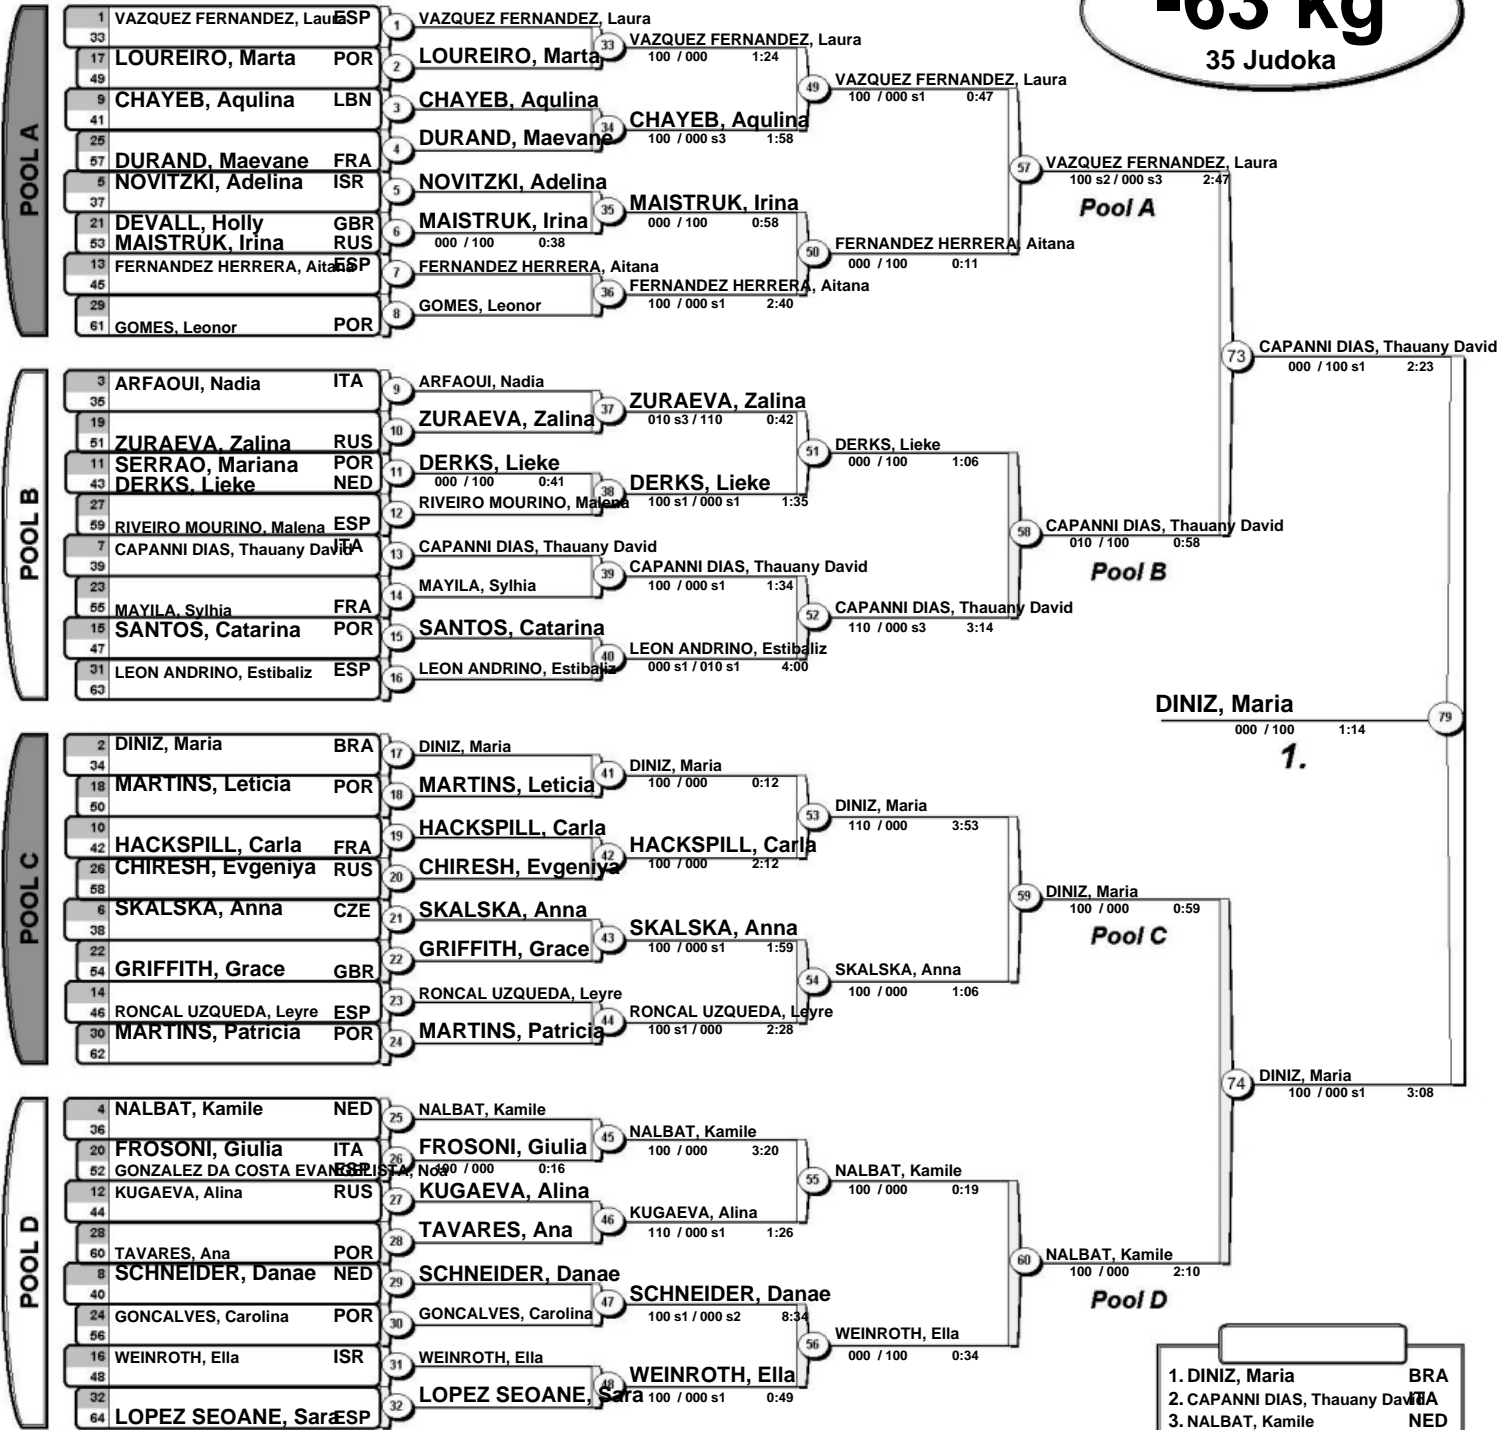 -63 kg
35 Judoka
POOL A
1 VAZQUEZ FERNANDEZ, Laura ESP
33
17 LOUREIRO, Marta POR
49
9 CHAYEB, Aqulina LBN
41
25
57 DURAND, Maevane FRA
5 NOVITZKI, Adelina ISR
37
21 DEVALL, Holly GBR
53 MAISTRUK, Irina RUS
13 FERNANDEZ HERRERA, Aitana ESP
45
29
61 GOMES, Leonor POR
1 VAZQUEZ FERNANDEZ, Laura
2 LOUREIRO, Marta
3 CHAYEB, Aqulina
4 DURAND, Maevane
5 NOVITZKI, Adelina
6 MAISTRUK, Irina
000 / 100 0:38
7 FERNANDEZ HERRERA, Aitana
8 GOMES, Leonor
33 VAZQUEZ FERNANDEZ, Laura
100 / 000 1:24
34 CHAYEB, Aqulina
100 / 000 s3 1:58
35 MAISTRUK, Irina
000 / 100 0:58
36 FERNANDEZ HERRERA, Aitana
100 / 000 s1 2:40
49 VAZQUEZ FERNANDEZ, Laura
100 / 000 s1 0:47
50 FERNANDEZ HERRERA, Aitana
000 / 100 0:11
57 VAZQUEZ FERNANDEZ, Laura
100 s2 / 000 s3 2:47
Pool A
POOL B
3 ARFAOUI, Nadia ITA
35
19
51 ZURAEVA, Zalina RUS
11 SERRAO, Mariana POR
43 DERKS, Lieke NED
27
59 RIVEIRO MOURINO, Malena ESP
7 CAPANNI DIAS, Thauany David ITA
39
23
55 MAYILA, Sylhia FRA
15 SANTOS, Catarina POR
47
31 LEON ANDRINO, Estibaliz ESP
63
9 ARFAOUI, Nadia
10 ZURAEVA, Zalina
11 DERKS, Lieke
000 / 100 0:41
12 RIVEIRO MOURINO, Malena
13 CAPANNI DIAS, Thauany David
14 MAYILA, Sylhia
15 SANTOS, Catarina
16 LEON ANDRINO, Estibaliz
37 ZURAEVA, Zalina
010 s3 / 110 0:42
38 DERKS, Lieke
100 s1 / 000 s1 1:35
39 CAPANNI DIAS, Thauany David
100 / 000 s1 1:34
40 LEON ANDRINO, Estibaliz
000 s1 / 010 s1 4:00
51 DERKS, Lieke
000 / 100 1:06
52 CAPANNI DIAS, Thauany David
110 / 000 s3 3:14
58 CAPANNI DIAS, Thauany David
010 / 100 0:58
Pool B
73 CAPANNI DIAS, Thauany David
000 / 100 s1 2:23
DINIZ, Maria 79
000 / 100 1:14
1.
POOL C
2 DINIZ, Maria BRA
34
18 MARTINS, Leticia POR
50
10
42 HACKSPILL, Carla FRA
26 CHIRESH, Evgeniya RUS
58
6 SKALSKA, Anna CZE
38
22
54 GRIFFITH, Grace GBR
14
46 RONCAL UZQUEDA, Leyre ESP
30 MARTINS, Patricia POR
62
17 DINIZ, Maria
18 MARTINS, Leticia
19 HACKSPILL, Carla
20 CHIRESH, Evgeniya
21 SKALSKA, Anna
22 GRIFFITH, Grace
23 RONCAL UZQUEDA, Leyre
24 MARTINS, Patricia
41 DINIZ, Maria
100 / 000 0:12
42 HACKSPILL, Carla
100 / 000 2:12
43 SKALSKA, Anna
100 / 000 s1 1:59
44 RONCAL UZQUEDA, Leyre
100 s1 / 000 2:28
53 DINIZ, Maria
110 / 000 3:53
54 SKALSKA, Anna
100 / 000 1:06
59 DINIZ, Maria
100 / 000 0:59
Pool C
74 DINIZ, Maria
100 / 000 s1 3:08
POOL D
4 NALBAT, Kamile NED
36
20 FROSONI, Giulia ITA
52 GONZALEZ DA COSTA EVANGELISTA, Noa ESP
12 KUGAEVA, Alina RUS
44
28
60 TAVARES, Ana POR
8 SCHNEIDER, Danae NED
40
24 GONCALVES, Carolina POR
56
16 WEINROTH, Ella ISR
48
32
64 LOPEZ SEOANE, Sara ESP
25 NALBAT, Kamile
26 FROSONI, Giulia
100 / 000 0:16
27 KUGAEVA, Alina
28 TAVARES, Ana
29 SCHNEIDER, Danae
30 GONCALVES, Carolina
31 WEINROTH, Ella
32 LOPEZ SEOANE, Sara
45 NALBAT, Kamile
100 / 000 3:20
46 KUGAEVA, Alina
110 / 000 s1 1:26
47 SCHNEIDER, Danae
100 s1 / 000 s2 8:34
48 WEINROTH, Ella
100 / 000 s1 0:49
55 NALBAT, Kamile
100 / 000 0:19
56 WEINROTH, Ella
000 / 100 0:34
60 NALBAT, Kamile
100 / 000 2:10
Pool D
1. DINIZ, Maria BRA
2. CAPANNI DIAS, Thauany David ITA
3. NALBAT, Kamile NED